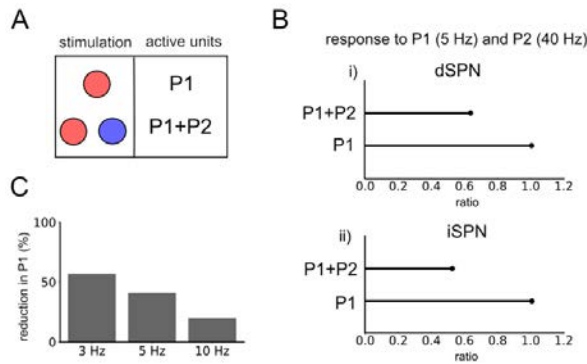 A
stimulation active units
P1
P1+P2
B
response to P1 (5 Hz) and P2 (40 Hz)
i) dSPN
P1+P2
P1
0.0 0.2 0.4 0.6 0.8 1.0 1.2
ratio
ii) iSPN
P1+P2
P1
0.0 0.2 0.4 0.6 0.8 1.0 1.2
ratio
C
reduction in P1 (%)
100
50
0
3 Hz 5 Hz 10 Hz